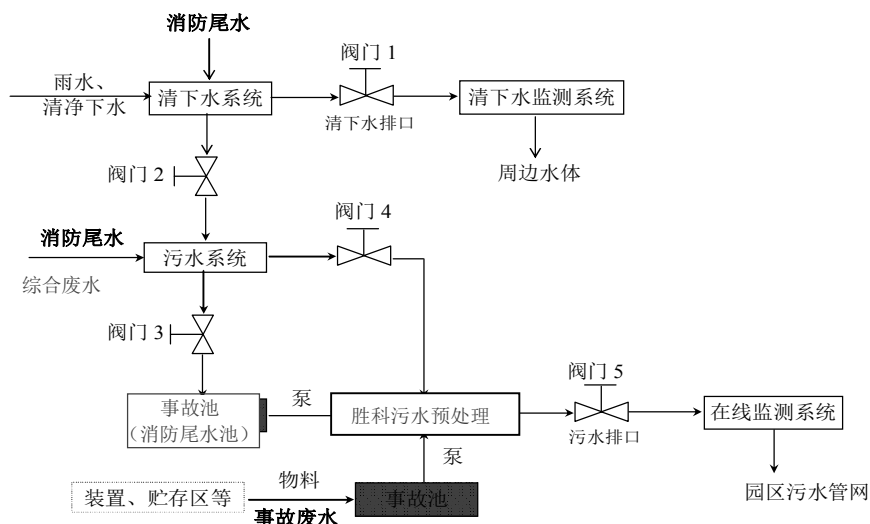 消防尾水
阀门 1
雨水、
清净下水
清下水系统
清下水监测系统
清下水排口
阀门 2
周边水体
阀门 4
消防尾水
污水系统
综合废水
阀门 3
阀门 5
事故池
（消防尾水池）
泵
胜科污水预处理
在线监测系统
污水排口
泵
物料
装置、贮存区等
事故池
事故废水
园区污水管网